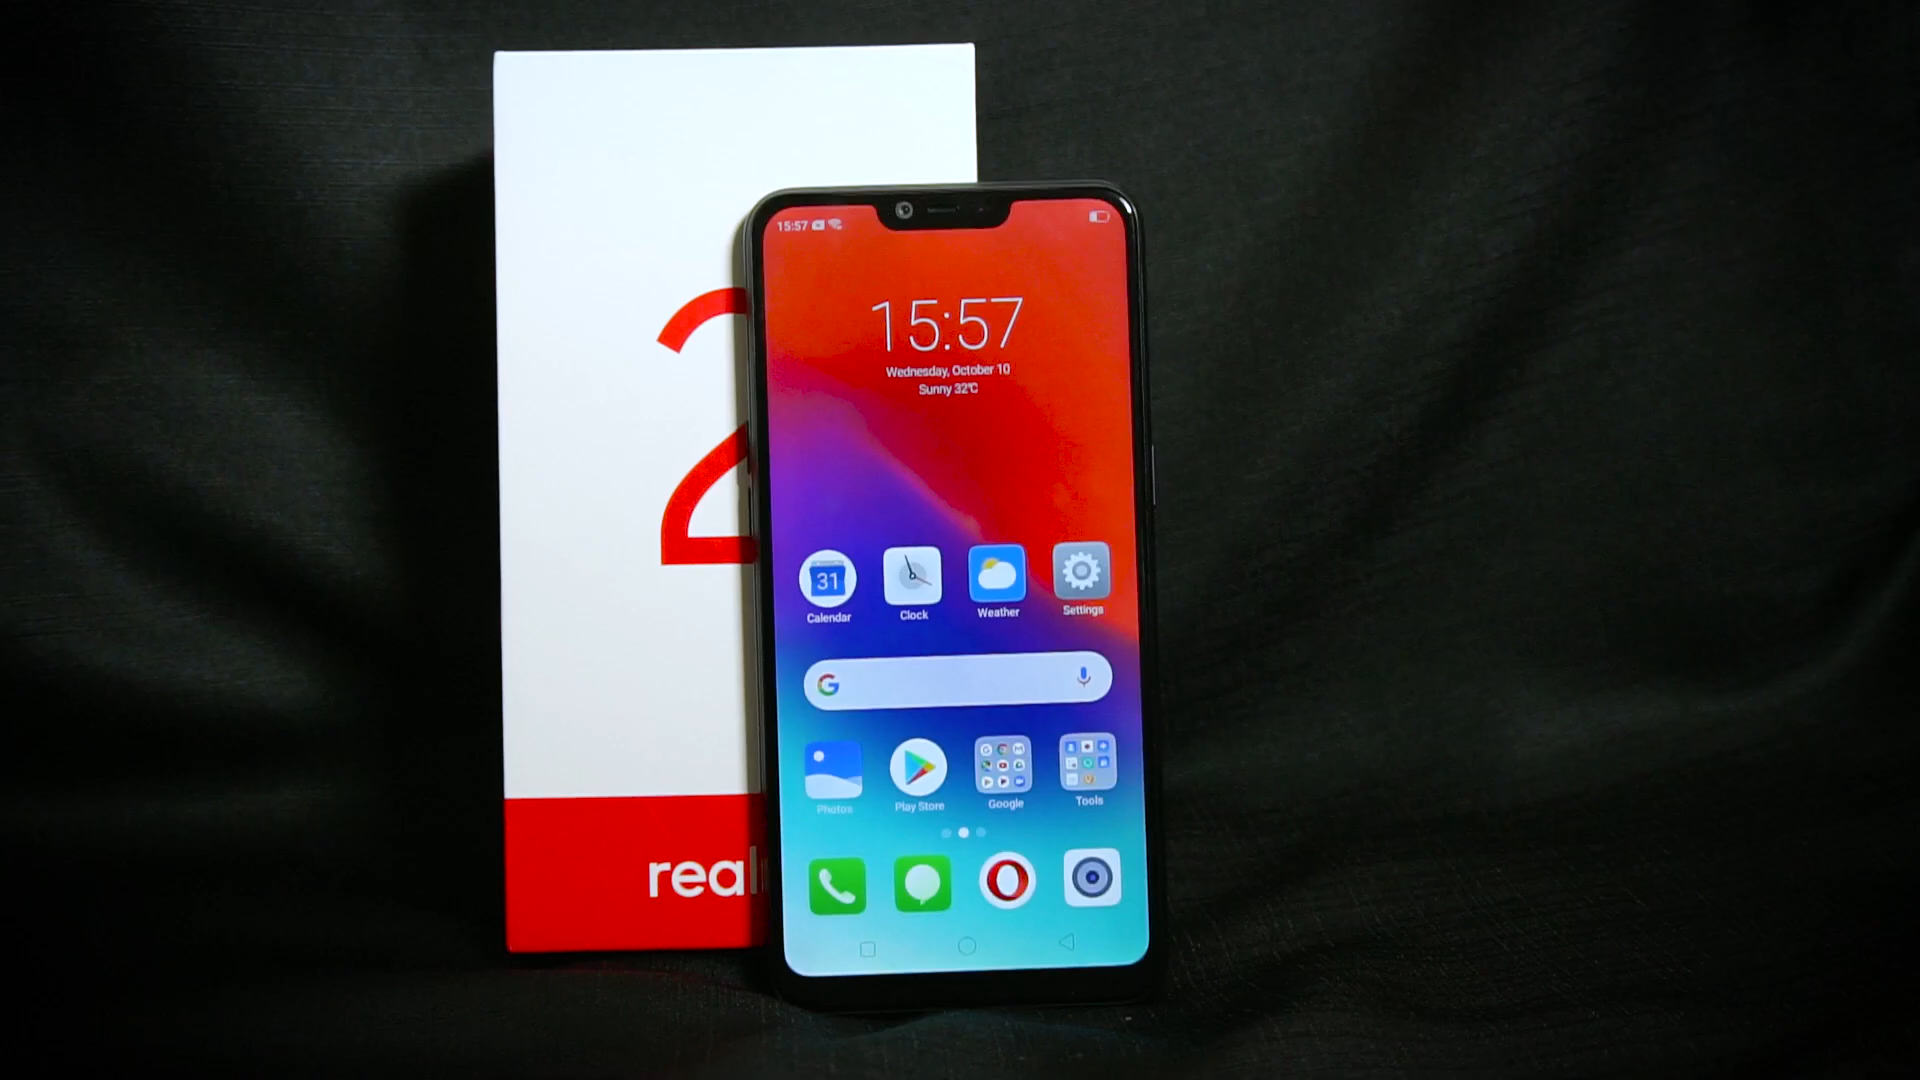 2
real
15:57
15:57
Wednesday, October 10
Sunny 32℃
31
Calendar
Clock
Weather
Settings
G
Photos
Play Store
Google
Tools